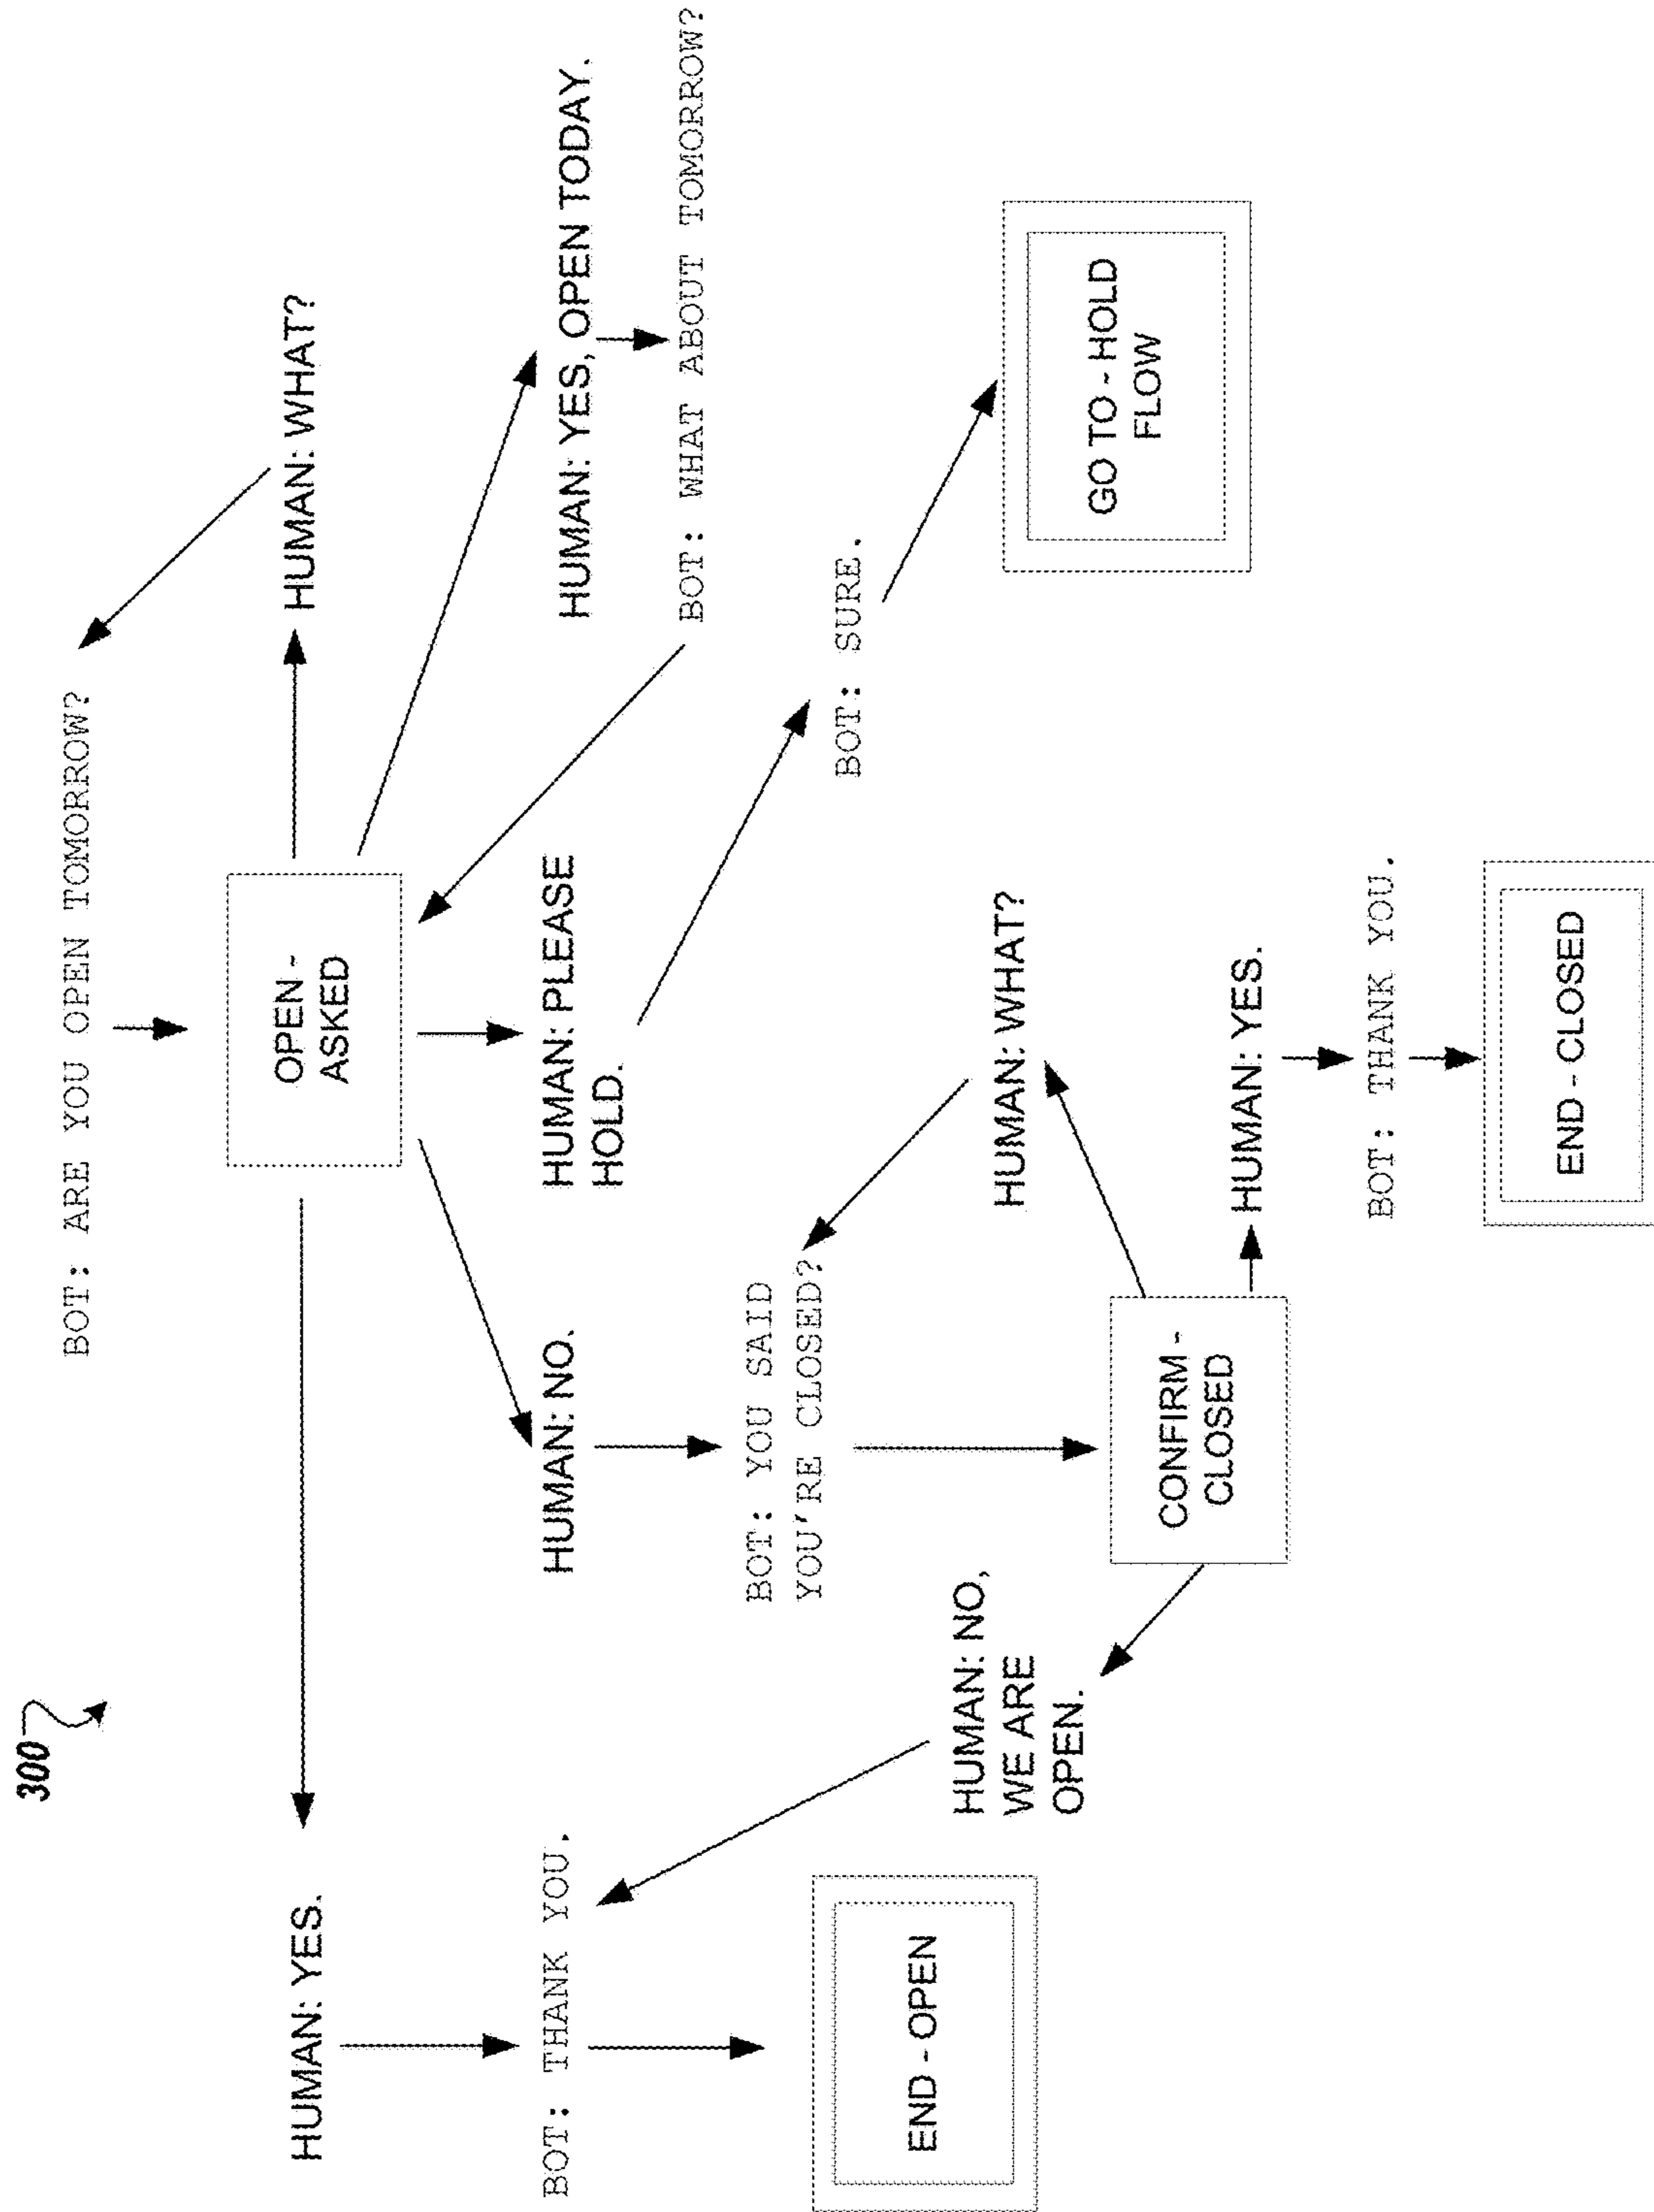 300
BOT: ARE YOU OPEN TOMORROW?
OPEN -
ASKED
HUMAN: YES.
HUMAN: WHAT?
BOT: THANK YOU.
HUMAN: NO.
HUMAN: PLEASE
HOLD.
HUMAN: YES, OPEN TODAY.
BOT: WHAT ABOUT TOMORROW?
BOT: YOU SAID
YOU'RE CLOSED?
BOT: SURE.
END - OPEN
HUMAN: NO,
WE ARE
OPEN.
HUMAN: WHAT?
GO TO - HOLD
FLOW
CONFIRM -
CLOSED
HUMAN: YES.
BOT: THANK YOU.
END - CLOSED